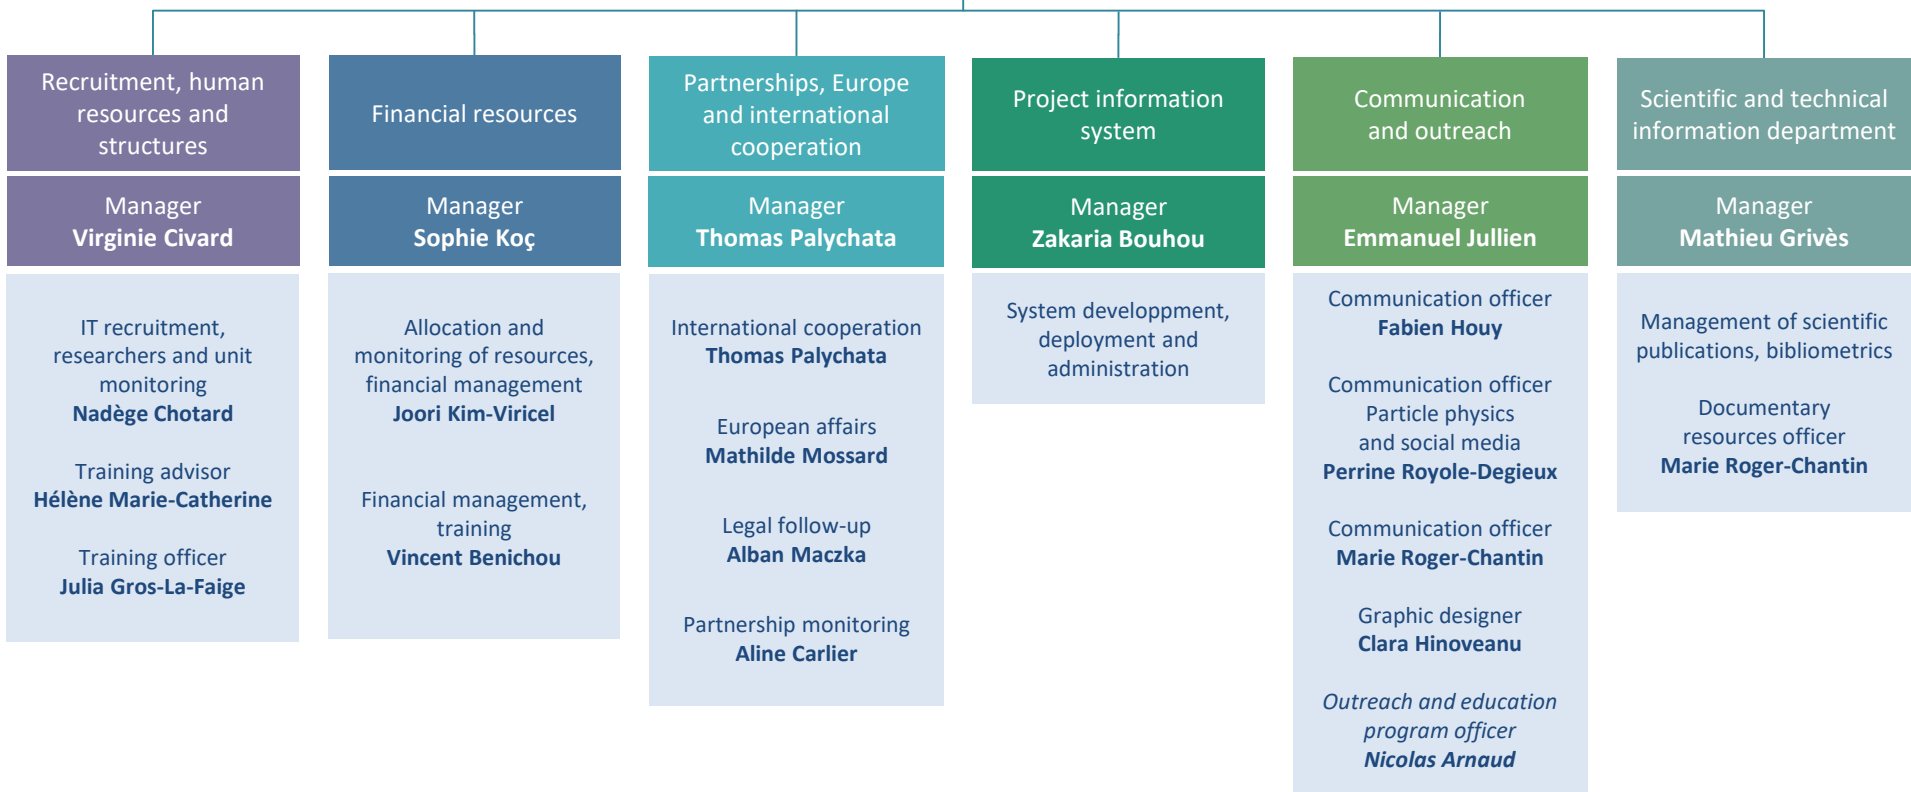 Recruitment, human
resources and
structures
Manager
Virginie Civard
IT recruitment,
researchers and unit
monitoring
Nadège Chotard
Training advisor
Hélène Marie-Catherine
Training officer
Julia Gros-La-Faige
Financial resources
Manager
Sophie Koç
Allocation and
monitoring of resources,
financial management
Joori Kim-Viricel
Financial management,
training
Vincent Benichou
Partnerships, Europe
and international
cooperation
Manager
Thomas Palychata
International cooperation
Thomas Palychata
European affairs
Mathilde Mossard
Legal follow-up
Alban Maczka
Partnership monitoring
Aline Carlier
Project information
system
Manager
Zakaria Bouhou
System developpment,
deployment and
administration
Communication
and outreach
Manager
Emmanuel Jullien
Communication officer
Fabien Houy
Communication officer
Particle physics
and social media
Perrine Royole-Degieux
Communication officer
Marie Roger-Chantin
Graphic designer
Clara Hinoveanu
Outreach and education
program officer
Nicolas Arnaud
Scientific and technical
information department
Manager
Mathieu Grivès
Management of scientific
publications, bibliometrics
Documentary
resources officer
Marie Roger-Chantin